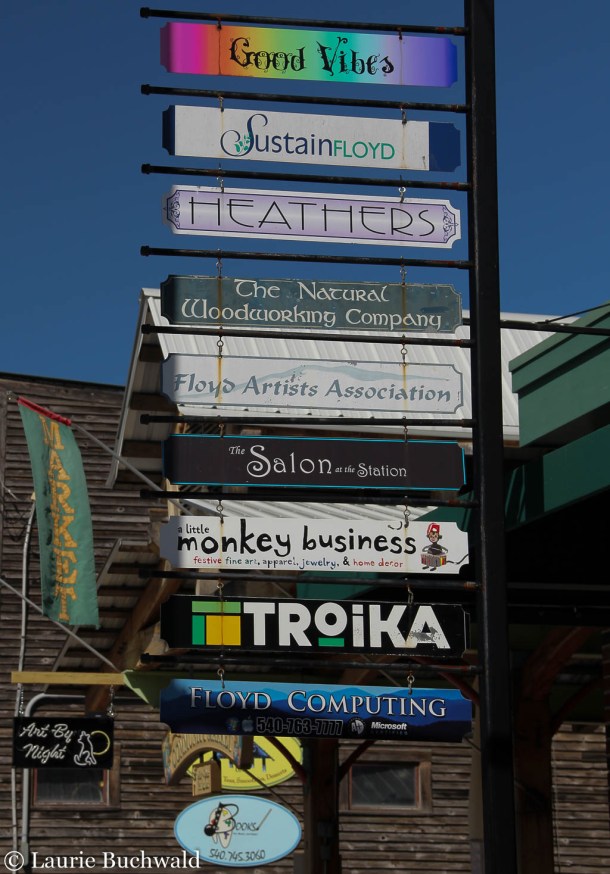 Good Vibes
SustainFLOYD
HEATHERS
The Natural
Woodworking Company
Floyd Artists Association
The Salon at the Station
a little
monkey business
festive fine art, apparel, jewelry, & home decor
TROiKA
Floyd Computing
540-763-7777
Microsoft
MARKET
Art By
Night
Books!
540.745.3060
© Laurie Buchwald